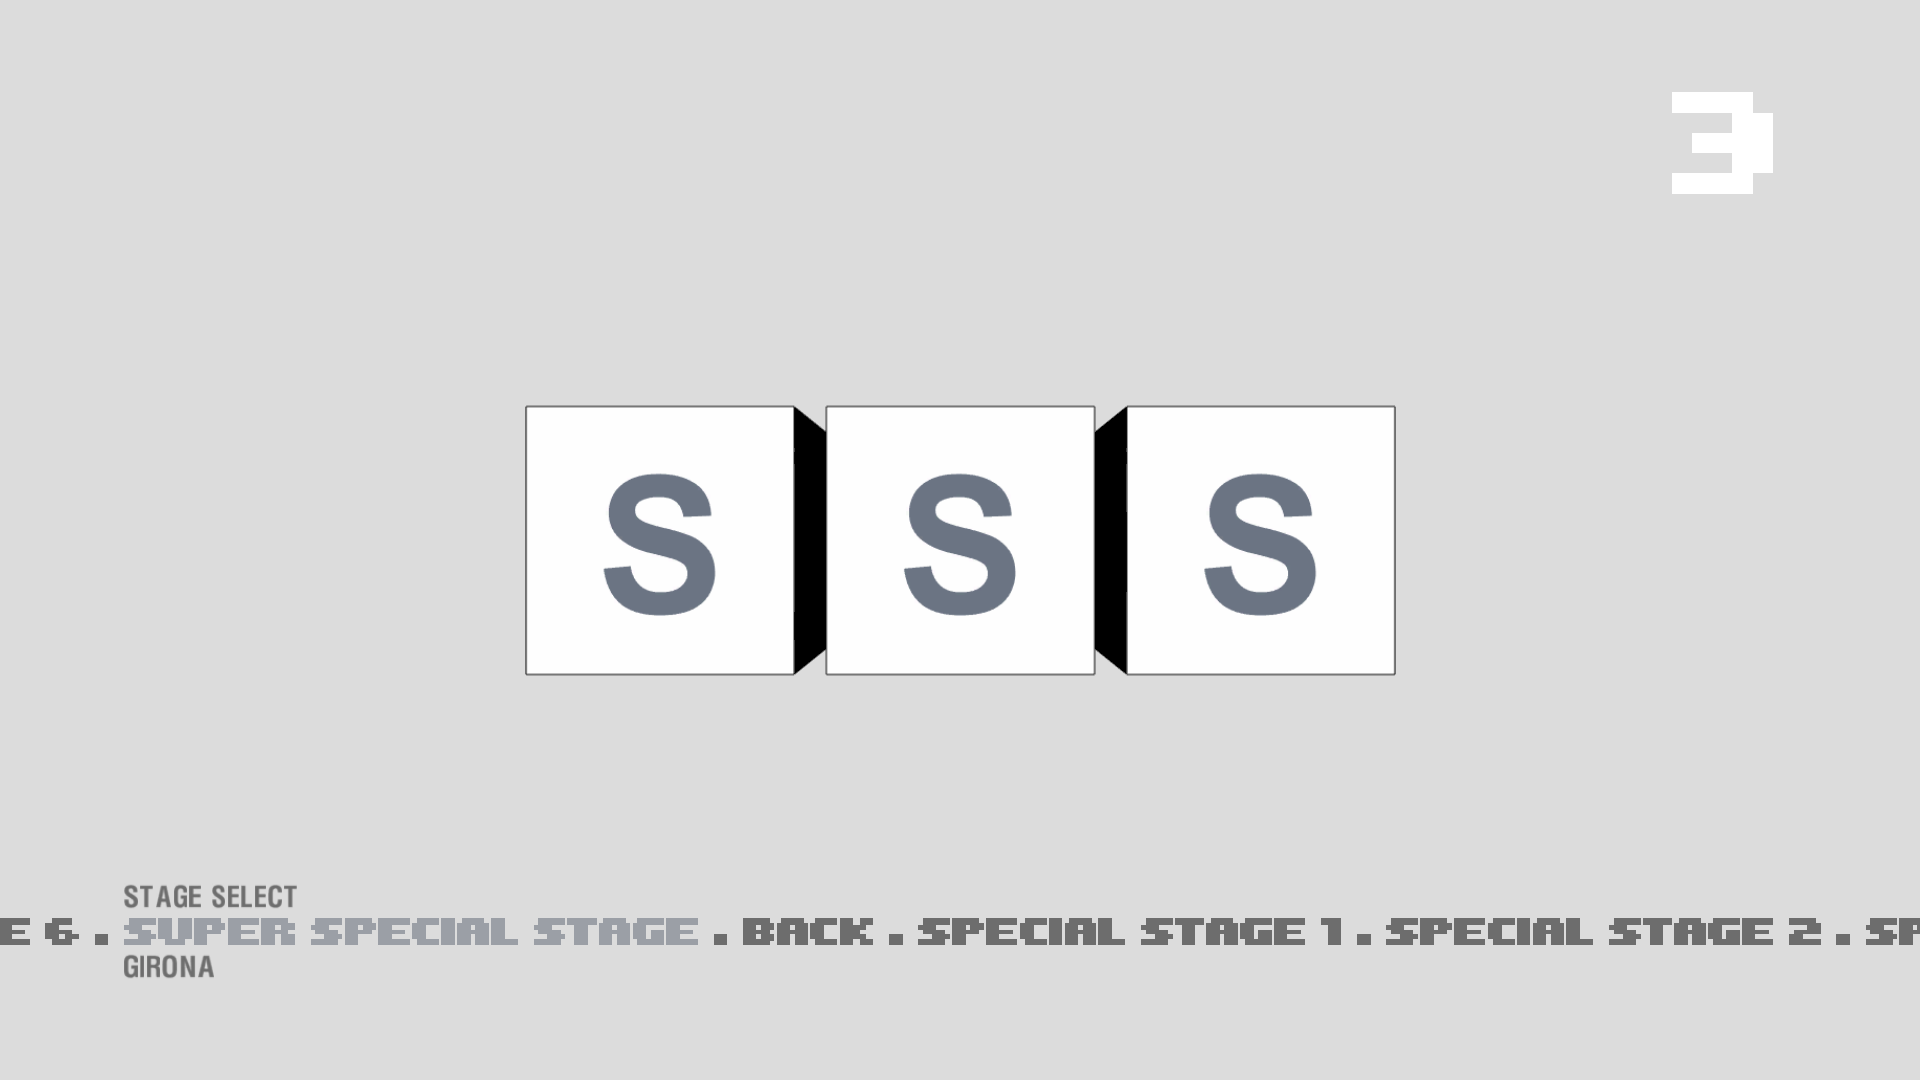 3
S S S
STAGE SELECT
E 6 . SUPER SPECIAL STAGE . BACK . SPECIAL STAGE 1 . SPECIAL STAGE 2 . SP
GIRONA